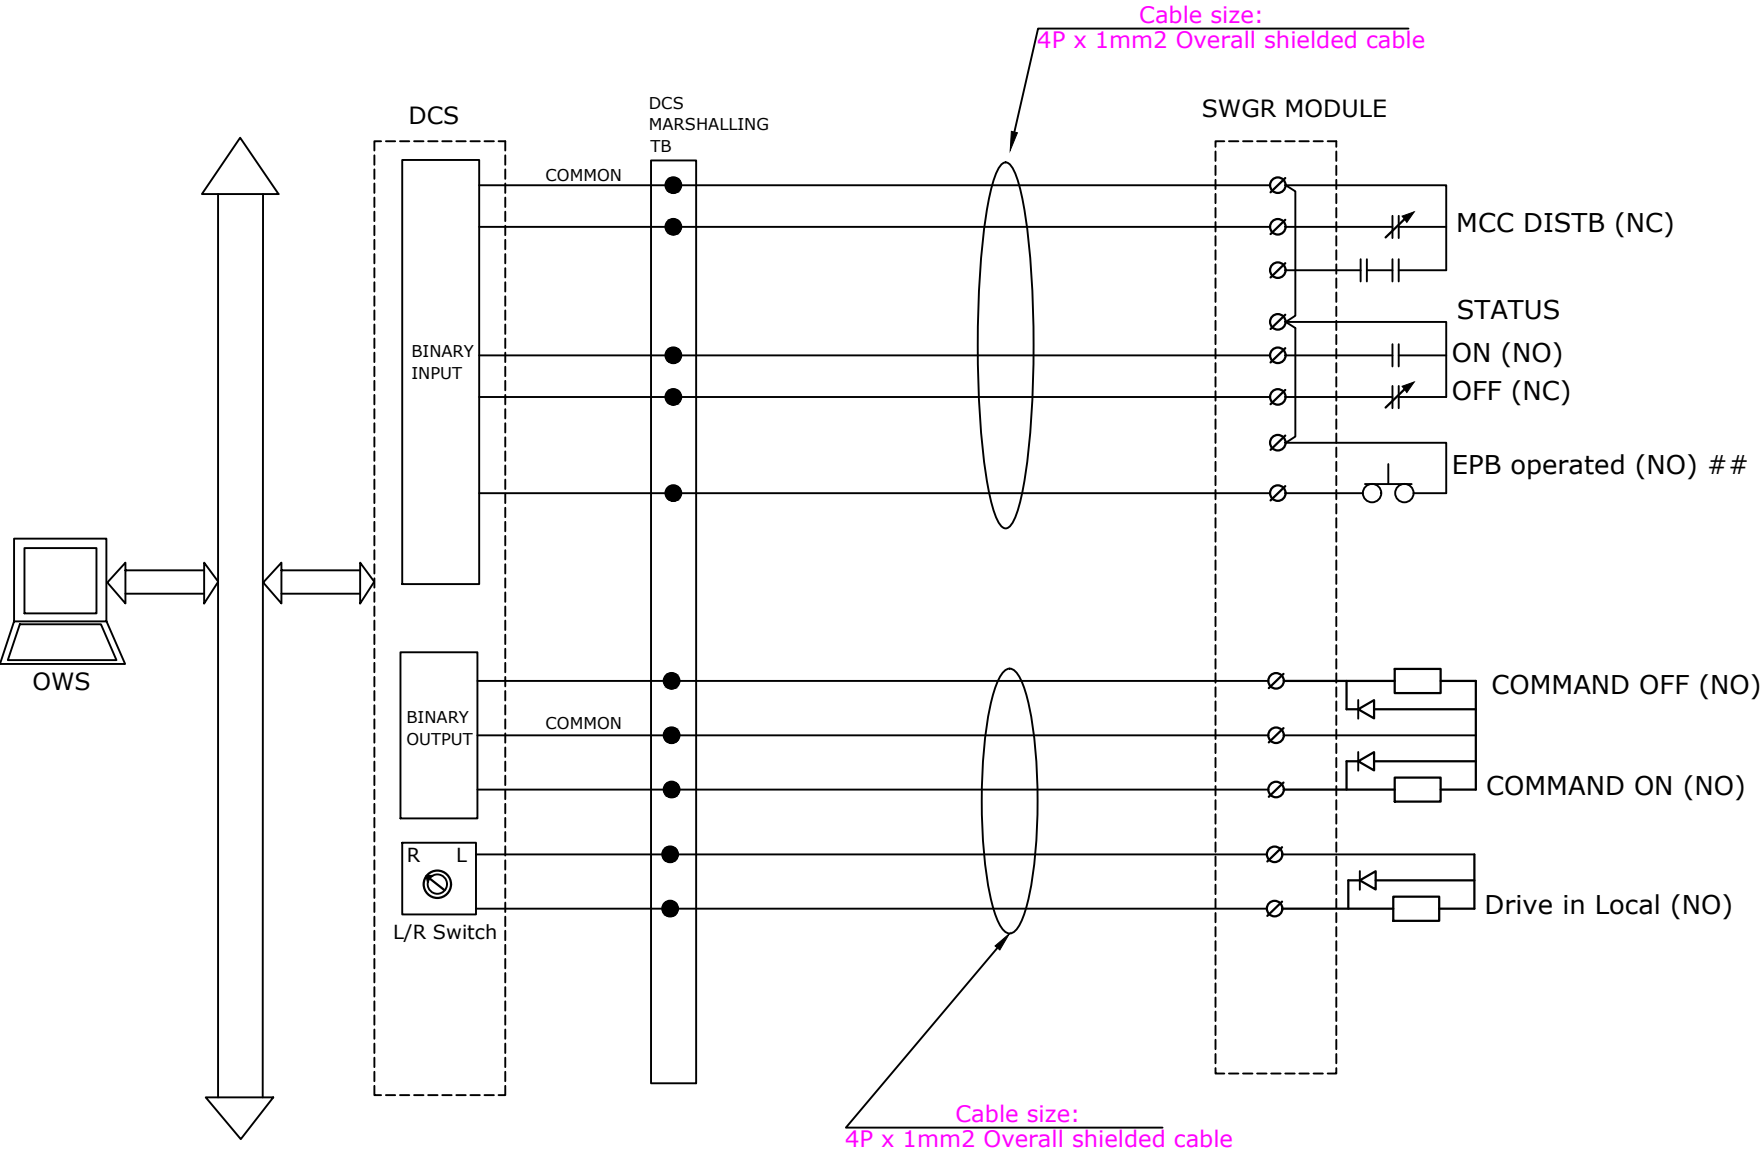 Cable size:
4P x 1mm2 Overall shielded cable
DCS
DCS
MARSHALLING
TB
SWGR MODULE
COMMON
MCC DISTB (NC)
STATUS
BINARY
INPUT
ON (NO)
OFF (NC)
EPB operated (NO) ##
OWS
COMMAND OFF (NO)
BINARY
OUTPUT
COMMON
COMMAND ON (NO)
R L
L/R Switch
Drive in Local (NO)
Cable size:
4P x 1mm2 Overall shielded cable